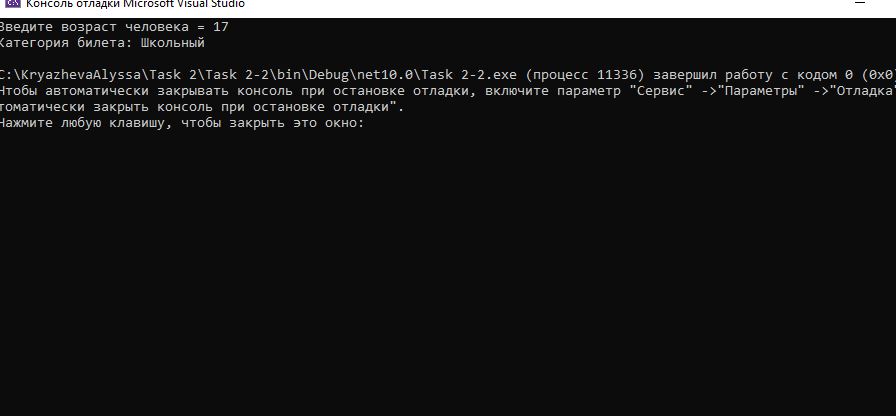 Консоль отладки Microsoft Visual Studio
Введите возраст человека = 17
Категория билета: Школьный
C:\KryazhevaAlyssa\Task 2\Task 2-2\bin\Debug\net10.0\Task 2-2.exe (процесс 11336) завершил работу с кодом 0 (0x0)
Чтобы автоматически закрывать консоль при остановке отладки, включите параметр "Сервис" ->"Параметры" ->"Отладка"
томатически закрыть консоль при остановке отладки".
Нажмите любую клавишу, чтобы закрыть это окно: